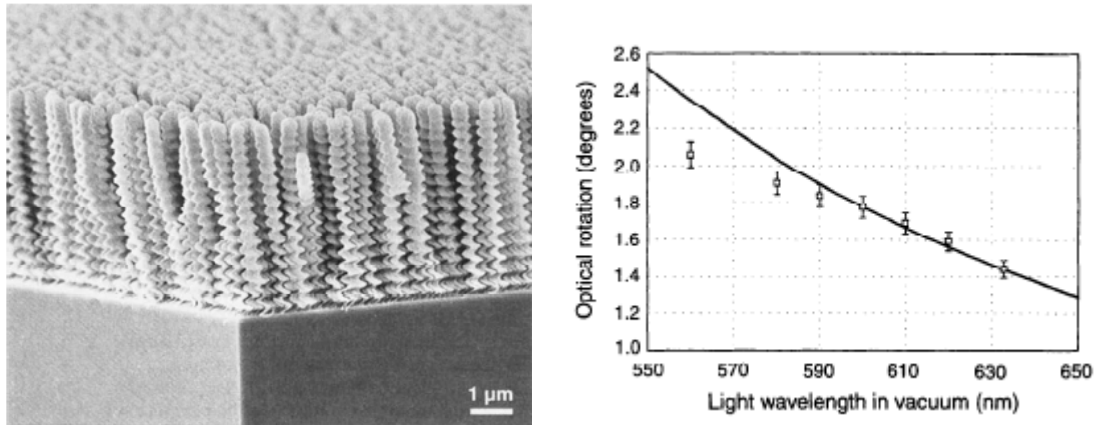 1 μm
2.6
2.4
2.2
2.0
1.8
1.6
1.4
1.2
1.0
Optical rotation (degrees)
550 570 590 610 630 650
Light wavelength in vacuum (nm)